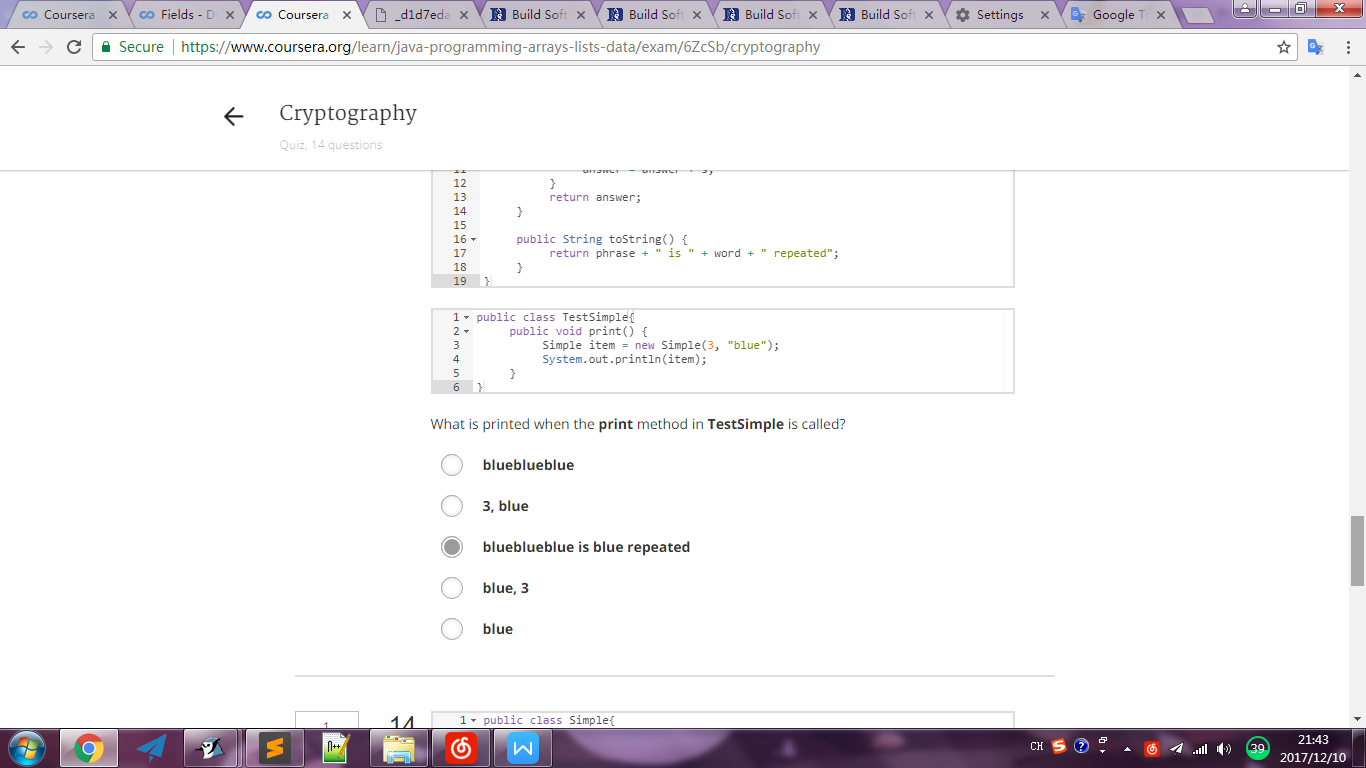 Coursera
Fields - D
Coursera
_d1d7eda
Build Soft
Build Soft
Build Soft
Build Soft
Settings
Google Tr
Secure https://www.coursera.org/learn/java-programming-arrays-lists-data/exam/6ZcSb/cryptography
Cryptography
Quiz, 14 questions
11 answer = answer + s;
12 }
13 return answer;
14 }
15
16 public String toString() {
17 return phrase + " is " + word + " repeated";
18 }
19 }
1 public class TestSimple{
2 public void print() {
3 Simple item = new Simple(3, "blue");
4 System.out.println(item);
5 }
6 }
What is printed when the print method in TestSimple is called?
blueblueblue
3, blue
blueblueblue is blue repeated
blue, 3
blue
1
14
1 public class Simple{
CH
39
21:43
2017/12/10